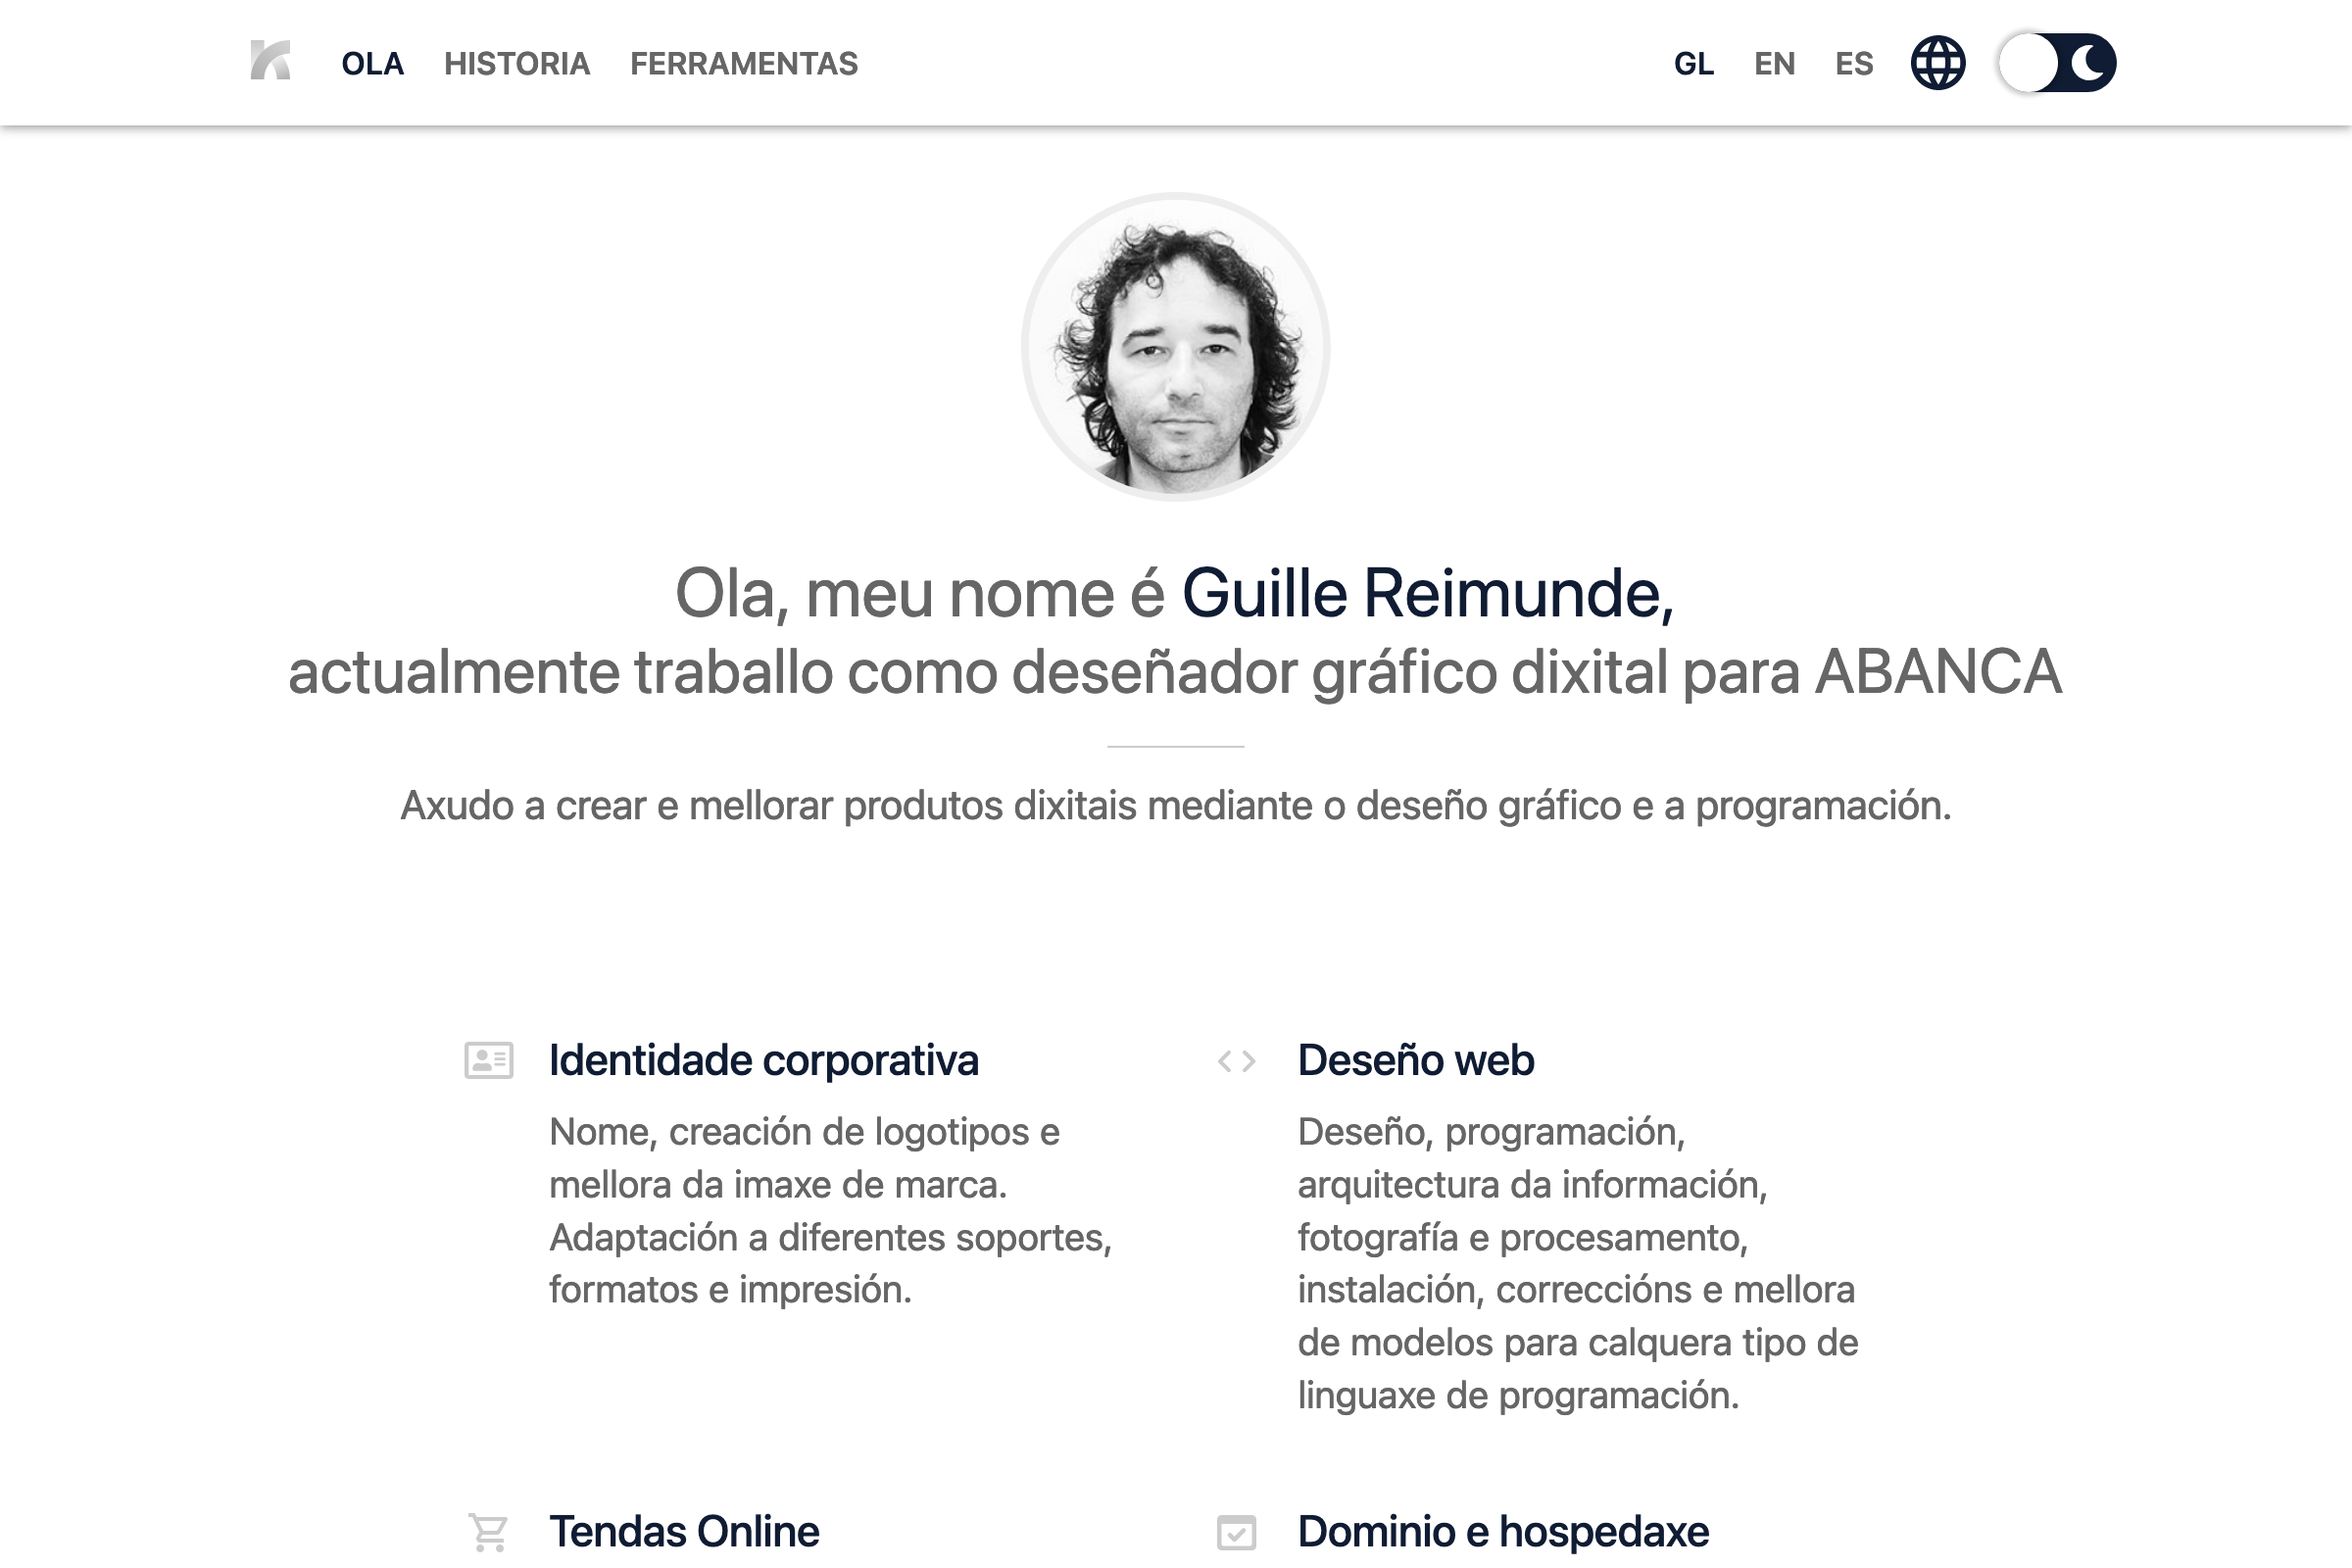 OLA HISTORIA FERRAMENTAS GL EN ES
Ola, meu nome é Guille Reimunde,
actualmente traballo como deseñador gráfico dixital para ABANCA
Axudo a crear e mellorar produtos dixitais mediante o deseño gráfico e a programación.
Identidade corporativa
Nome, creación de logotipos e
mellora da imaxe de marca.
Adaptación a diferentes soportes,
formatos e impresión.
Deseño web
Deseño, programación,
arquitectura da información,
fotografía e procesamento,
instalación, correccións e mellora
de modelos para calquera tipo de
linguaxe de programación.
Tendas Online
Dominio e hospedaxe